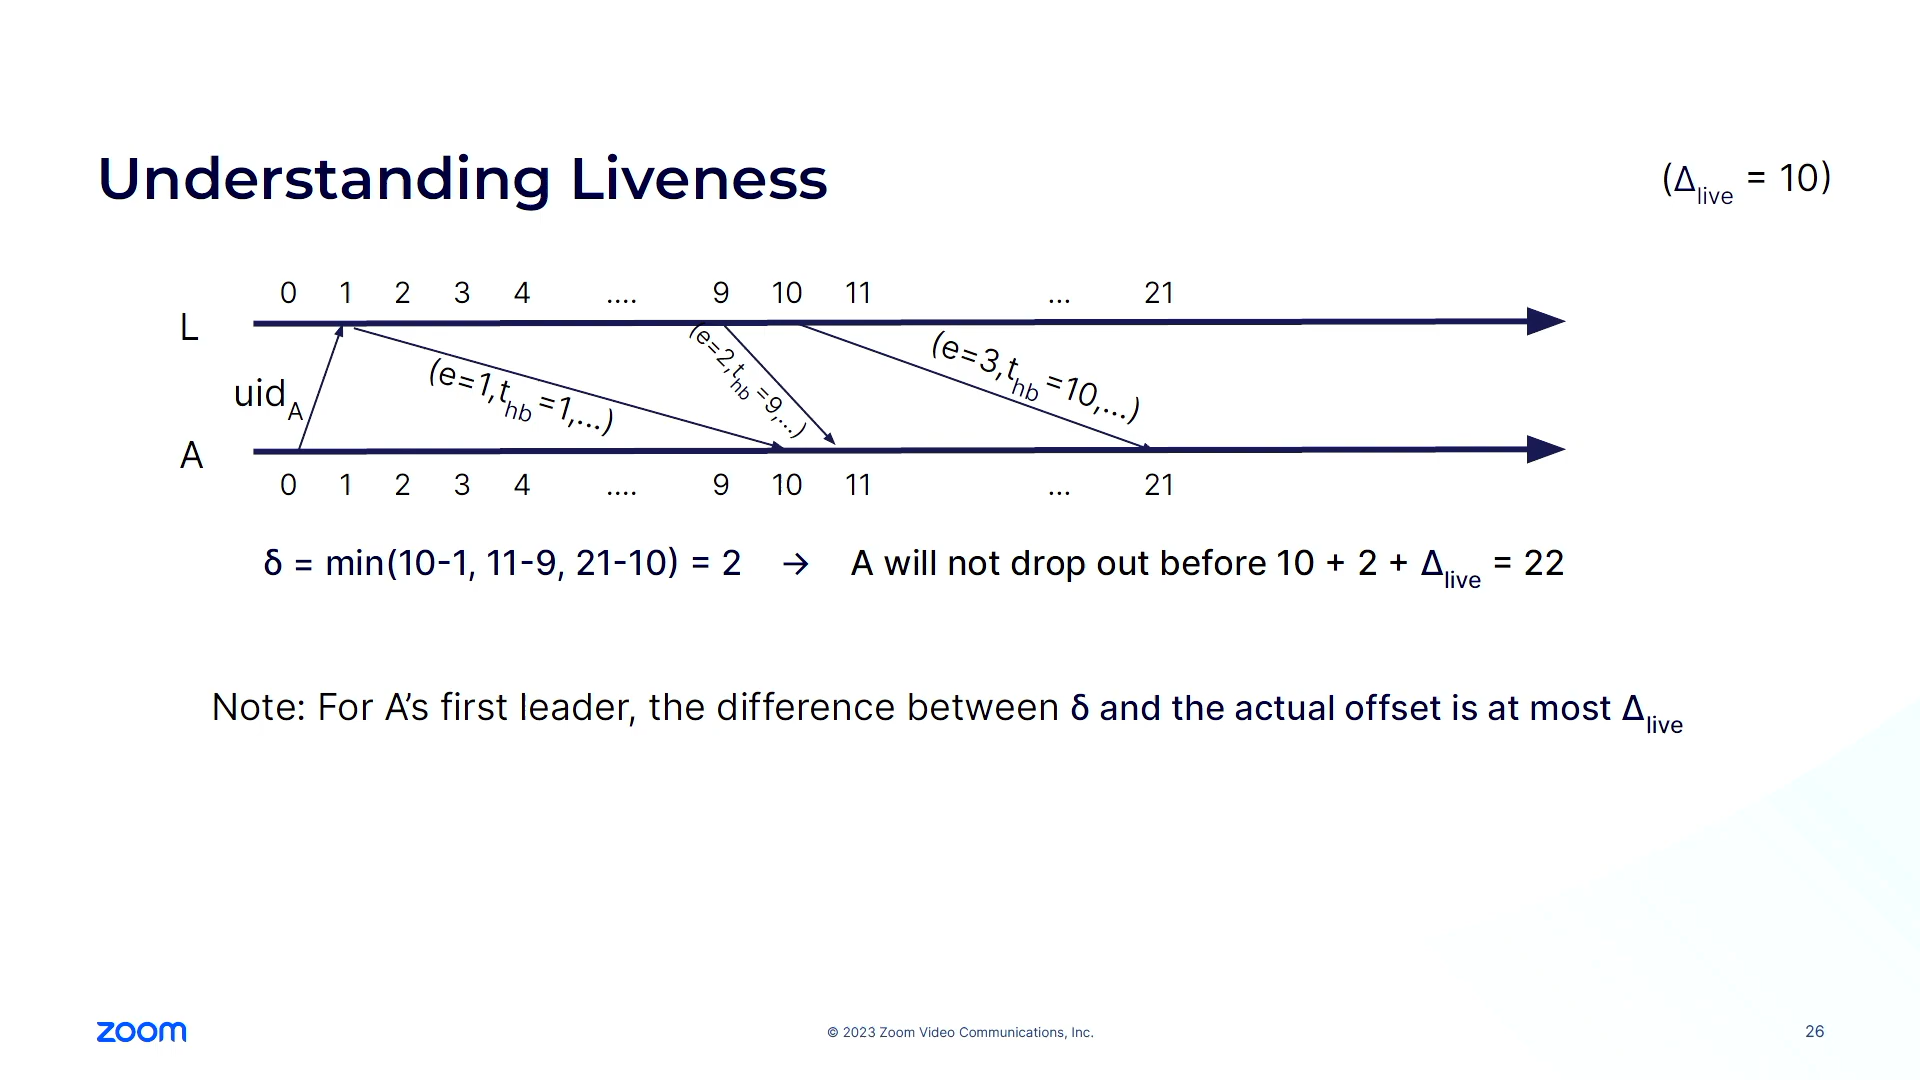 Understanding Liveness
(Δlive = 10)
0 1 2 3 4 .... 9 10 11 ... 21
L
(e=1,thb =1,...)
(e=2,thb =9,...)
(e=3,thb =10,...)
uidA
A
0 1 2 3 4 .... 9 10 11 ... 21
δ = min(10-1, 11-9, 21-10) = 2 → A will not drop out before 10 + 2 + Δlive = 22
Note: For A’s first leader, the difference between δ and the actual offset is at most Δlive
zoom
© 2023 Zoom Video Communications, Inc.
26